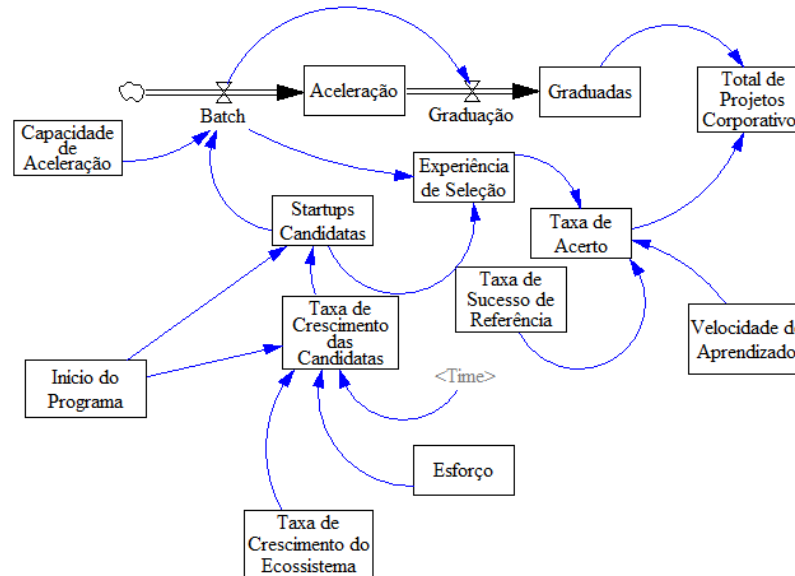 Aceleração
Batch
Graduação
Graduadas
Total de
Projetos
Corporativo
Capacidade
de
Aceleração
Experiência
de Seleção
Startups
Candidatas
Taxa de
Acerto
Taxa de
Sucesso de
Referência
Taxa de
Crescimento
das
Candidatas
Velocidade de
Aprendizado
Inicio do
Programa
<Time>
Esforço
Taxa de
Crescimento do
Ecossistema